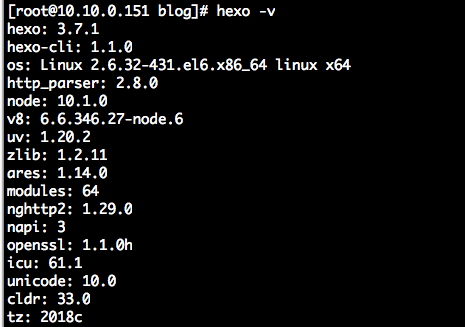 [root@10.10.0.151 blog]# hexo -v
hexo: 3.7.1
hexo-cli: 1.1.0
os: Linux 2.6.32-431.el6.x86_64 linux x64
http_parser: 2.8.0
node: 10.1.0
v8: 6.6.346.27-node.6
uv: 1.20.2
zlib: 1.2.11
ares: 1.14.0
modules: 64
nghttp2: 1.29.0
napi: 3
openssl: 1.1.0h
icu: 61.1
unicode: 10.0
cldr: 33.0
tz: 2018c